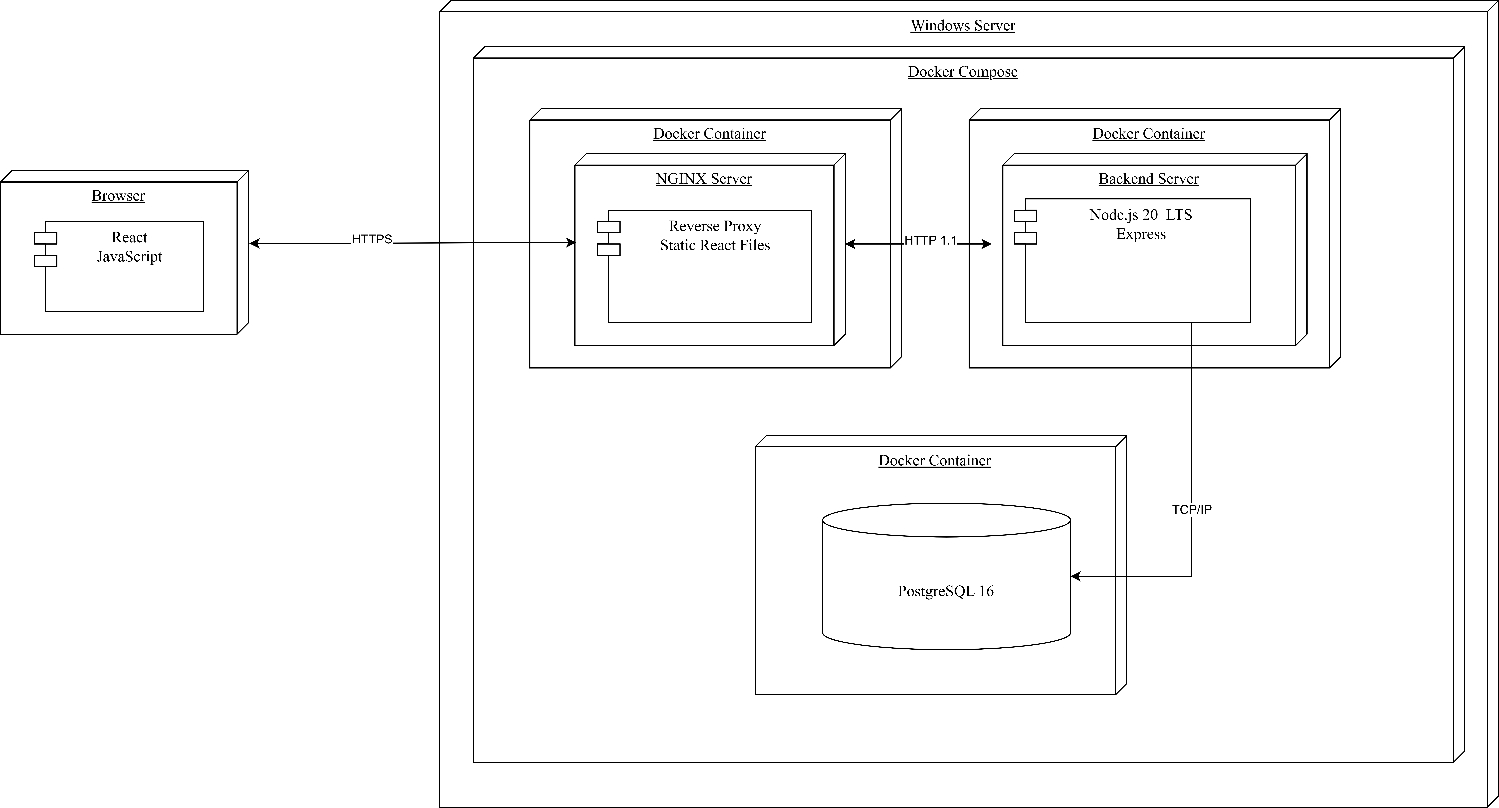 Windows Server
Docker Compose
Docker Container
Docker Container
NGINX Server
Backend Server
Browser
React
JavaScript
HTTPS
Reverse Proxy
Static React Files
HTTP 1.1
Node.js 20 LTS
Express
Docker Container
TCP/IP
PostgreSQL 16